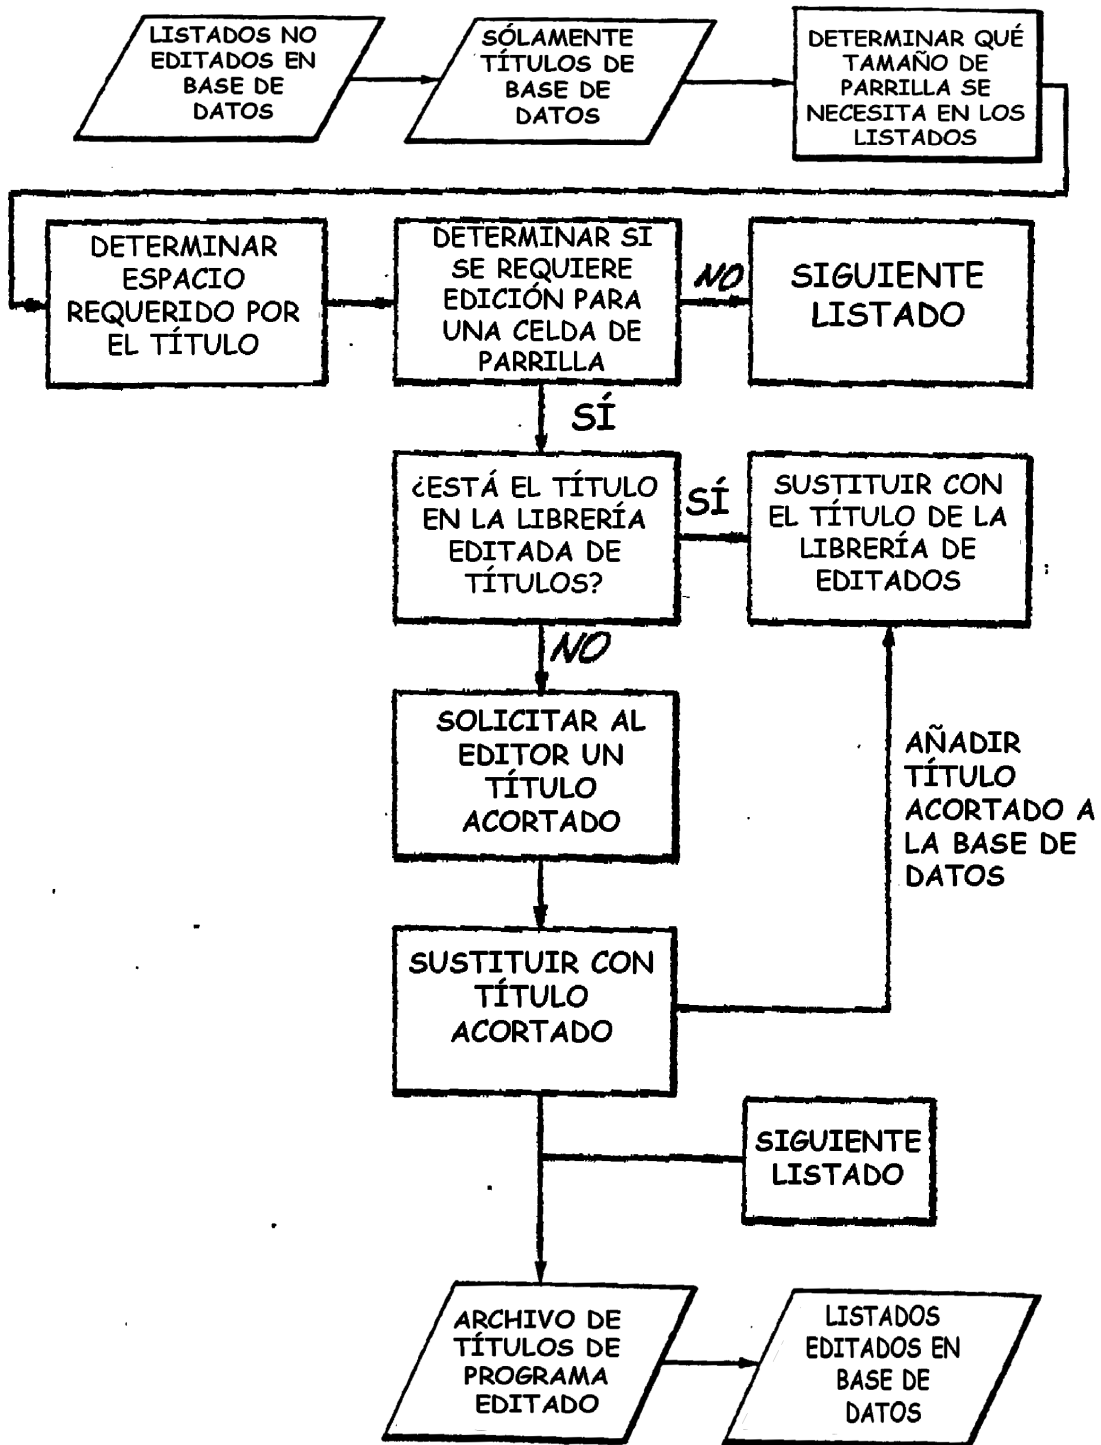 LISTADOS NO
EDITADOS EN
BASE DE
DATOS
SÓLAMENTE
TÍTULOS DE
BASE DE
DATOS
DETERMINAR QUÉ
TAMAÑO DE
PARRILLA SE
NECESITA EN LOS
LISTADOS
DETERMINAR
ESPACIO
REQUERIDO POR
EL TÍTULO
DETERMINAR SI
SE REQUIERE
EDICIÓN PARA
UNA CELDA DE
PARRILLA
NO
SIGUIENTE
LISTADO
SÍ
¿ESTÁ EL TÍTULO
EN LA LIBRERÍA
EDITADA DE
TÍTULOS?
SÍ
SUSTITUIR CON
EL TÍTULO DE LA
LIBRERÍA DE
EDITADOS
NO
SOLICITAR AL
EDITOR UN
TÍTULO
ACORTADO
AÑADIR
TÍTULO
ACORTADO A
LA BASE DE
DATOS
SUSTITUIR CON
TÍTULO
ACORTADO
SIGUIENTE
LISTADO
ARCHIVO DE
TÍTULOS DE
PROGRAMA
EDITADO
LISTADOS
EDITADOS EN
BASE DE
DATOS